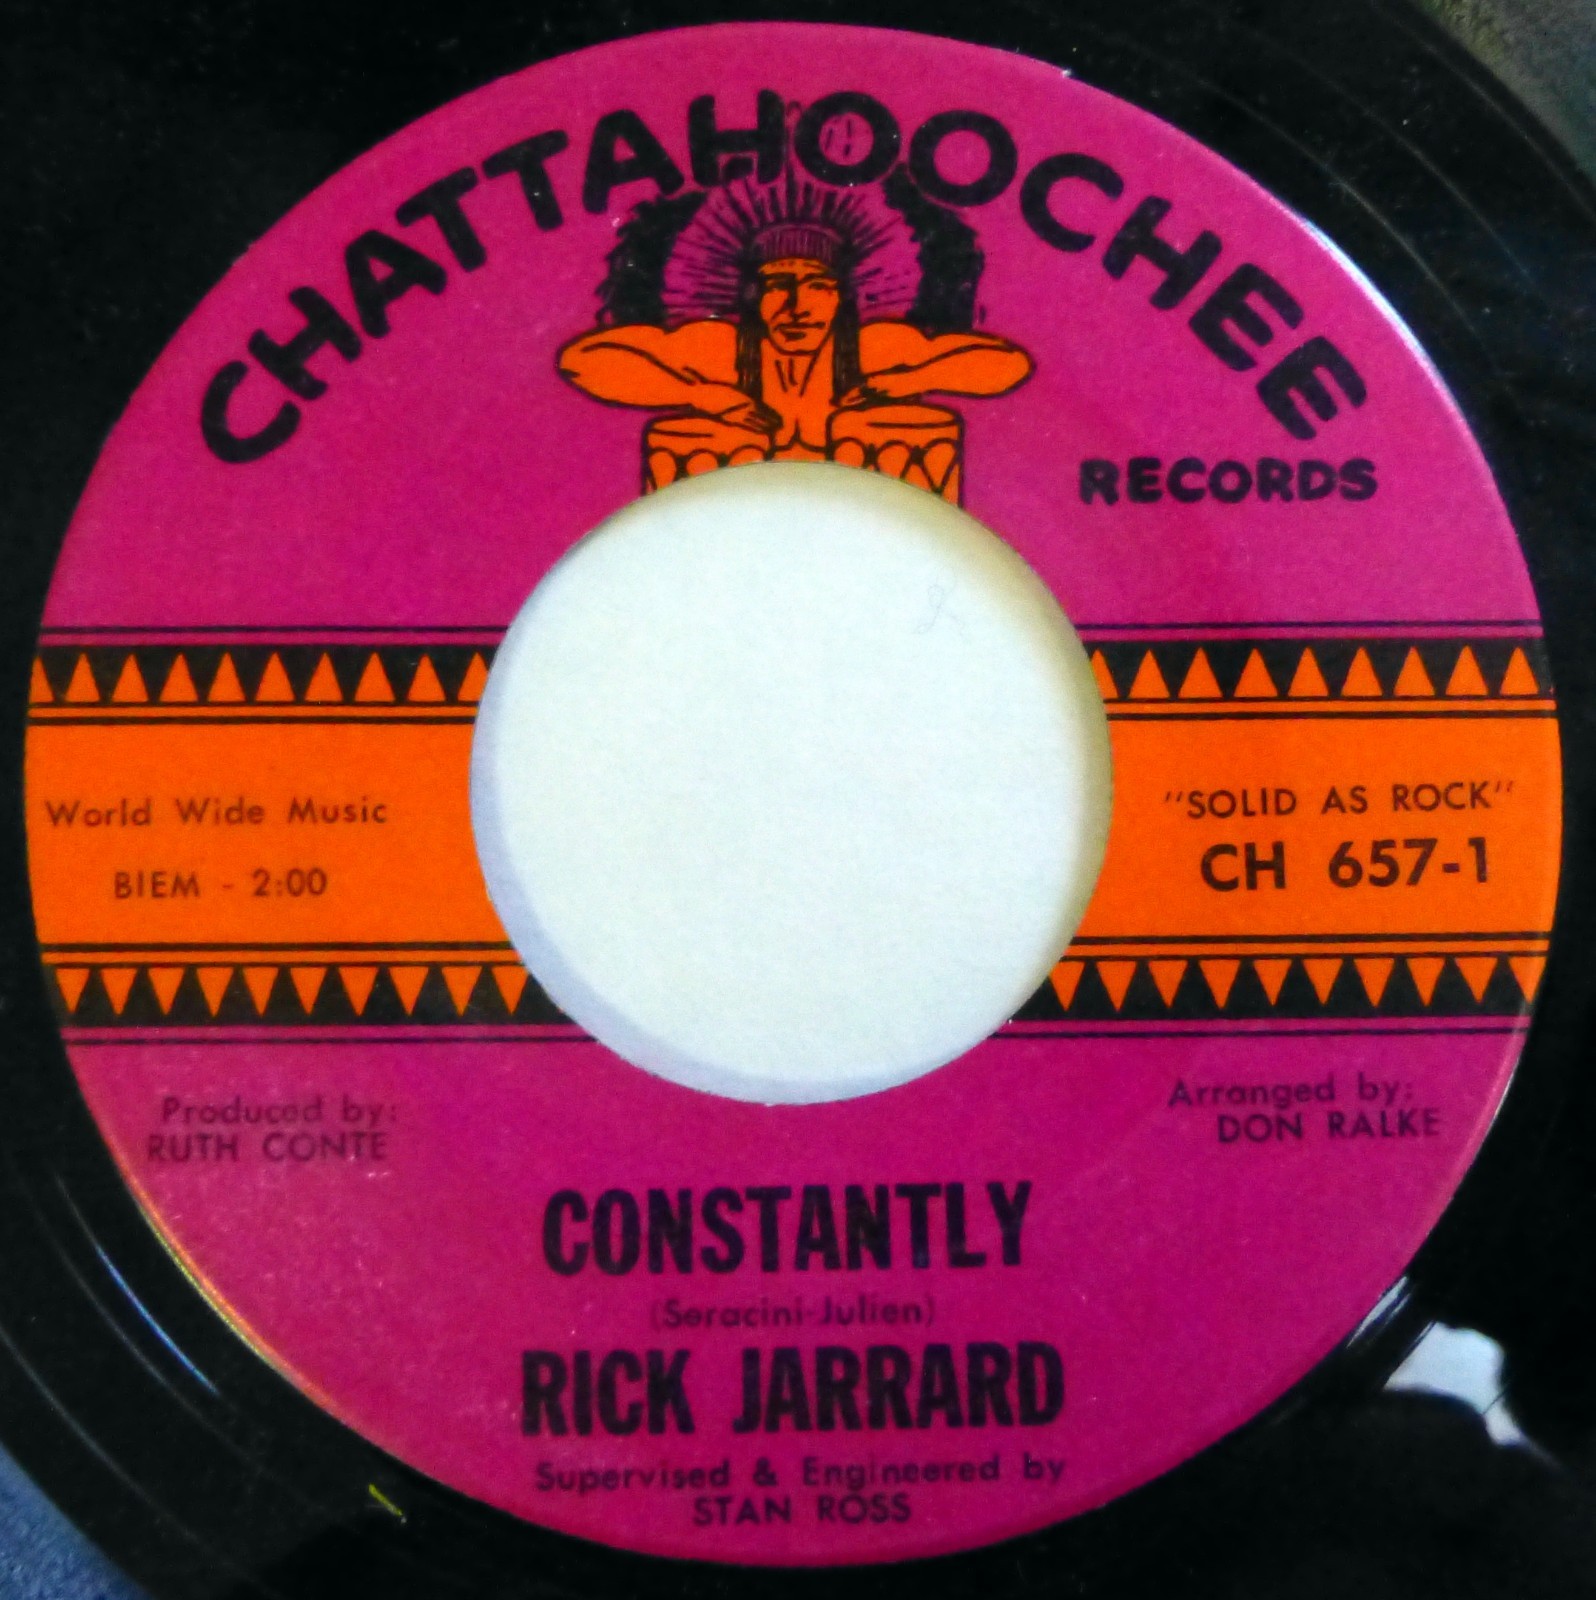 CHATTAHOOCHEE
RECORDS
World Wide Music
BIEM - 2:00
"SOLID AS ROCK"
CH 657-1
Produced by:
RUTH CONTE
Arranged by:
DON RALKE
CONSTANTLY
(Seracini-Julien)
RICK JARRARD
Supervised & Engineered by
STAN ROSS